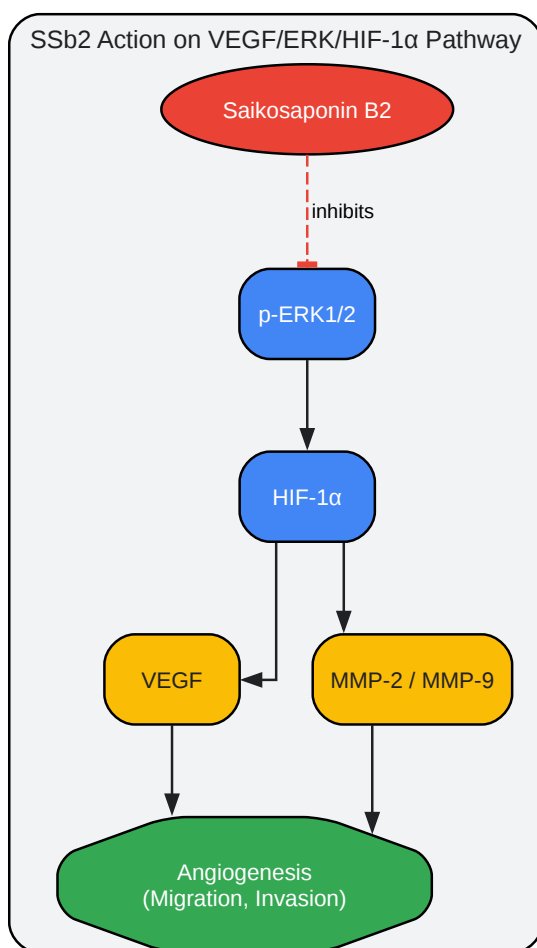 SSb2 Action on VEGF/ERK/HIF-1α Pathway
Saikosaponin B2
inhibits
p-ERK1/2
HIF-1α
VEGF
MMP-2 / MMP-9
Angiogenesis
(Migration, Invasion)